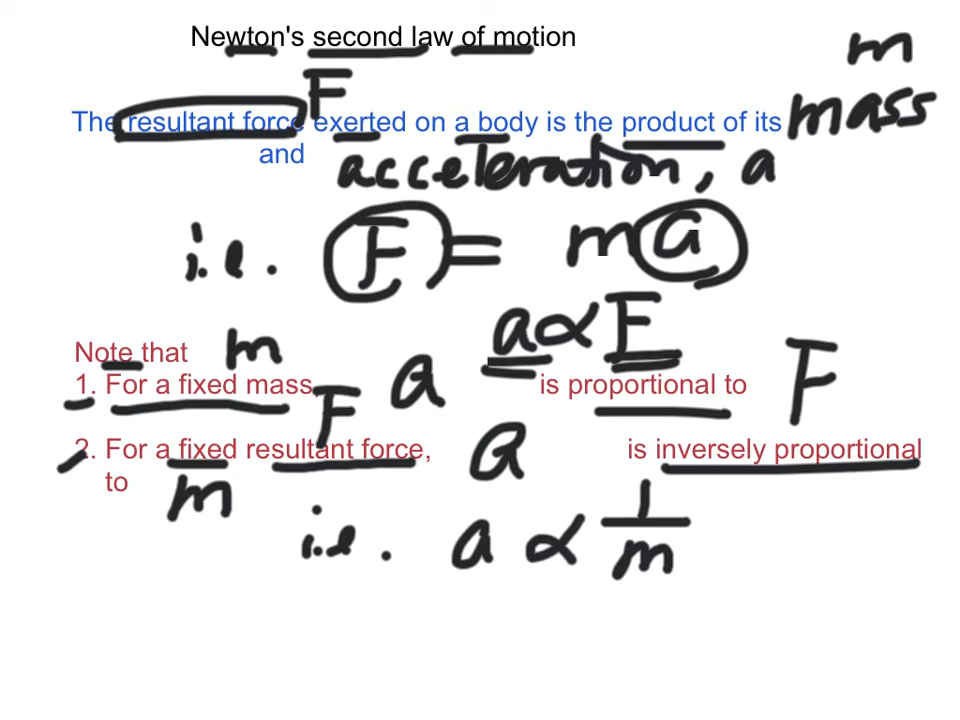 Newton's second law of motion
m
F
The resultant force exerted on a body is the product of its mass
and acceleration, a
i.e. F = ma
a ∝ F
Note that m
1. For a fixed mass, a is proportional to F
F
2. For a fixed resultant force, a is inversely proportional
to m
i.e. a ∝ 1/m